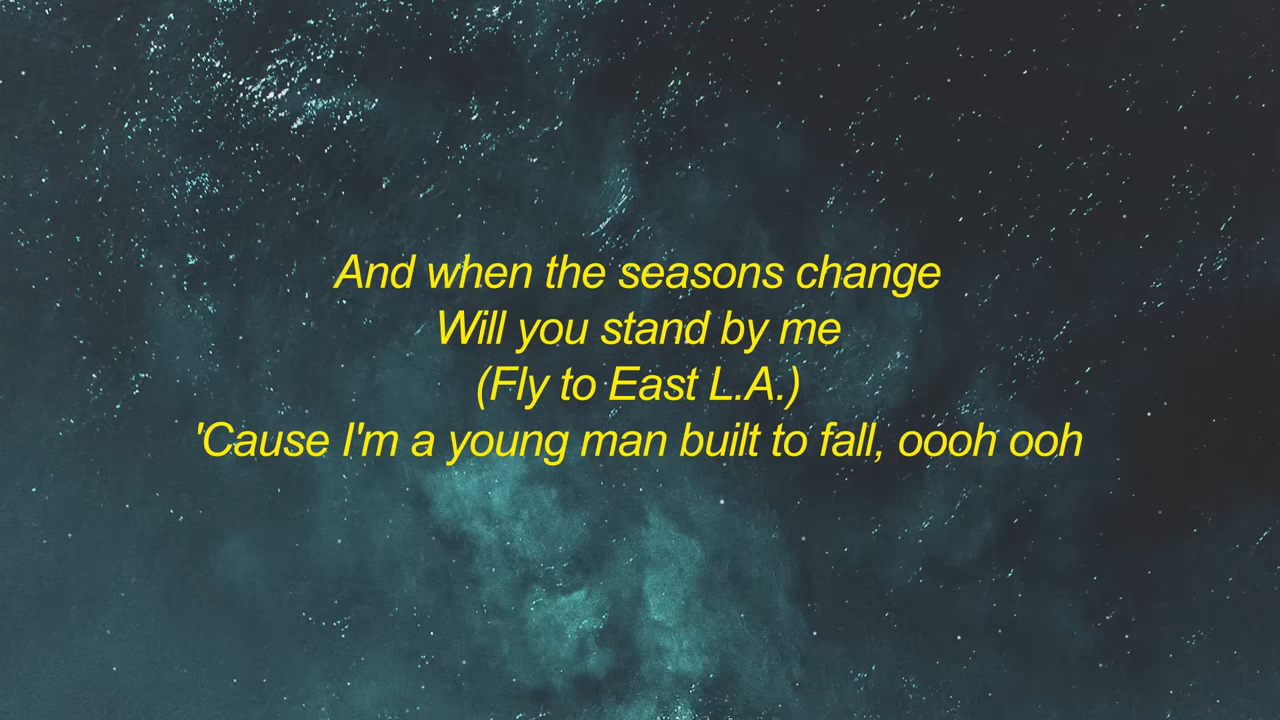 And when the seasons change
Will you stand by me
(Fly to East L.A.)
'Cause I'm a young man built to fall, oooh ooh